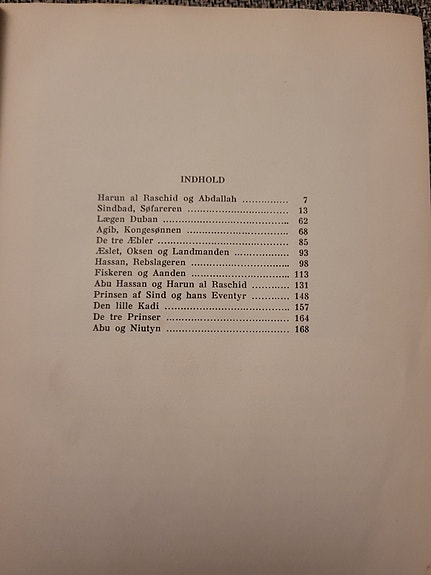 INDHOLD
Harun al Raschid og Abdallah ............... 7
Sindbad, Søfareren ................................. 13
Lægen Duban ......................................... 62
Agib, Kongesønnen ................................ 68
De tre Æbler ........................................... 85
Æslet, Oksen og Landmanden ................ 93
Hassan, Rebslageren ............................... 98
Fiskeren og Aanden ................................ 113
Abu Hassan og Harun al Raschid ............ 131
Prinsen af Sind og hans Eventyr ............ 148
Den lille Kadi ......................................... 157
De tre Prinser ......................................... 164
Abu og Niutyn ........................................ 168